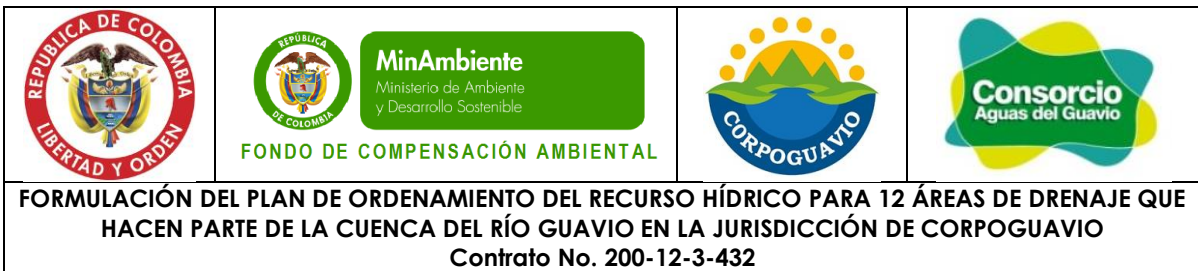 REPUBLICA DE COLOMBIA
LIBERTAD Y ORDEN
REPÚBLICA
DE COLOMBIA
MinAmbiente
Ministerio de Ambiente
y Desarrollo Sostenible
FONDO DE COMPENSACIÓN AMBIENTAL
CORPOGUAVIO
Consorcio
Aguas del Guavio
FORMULACIÓN DEL PLAN DE ORDENAMIENTO DEL RECURSO HÍDRICO PARA 12 ÁREAS DE DRENAJE QUE
HACEN PARTE DE LA CUENCA DEL RÍO GUAVIO EN LA JURISDICCIÓN DE CORPOGUAVIO
Contrato No. 200-12-3-432